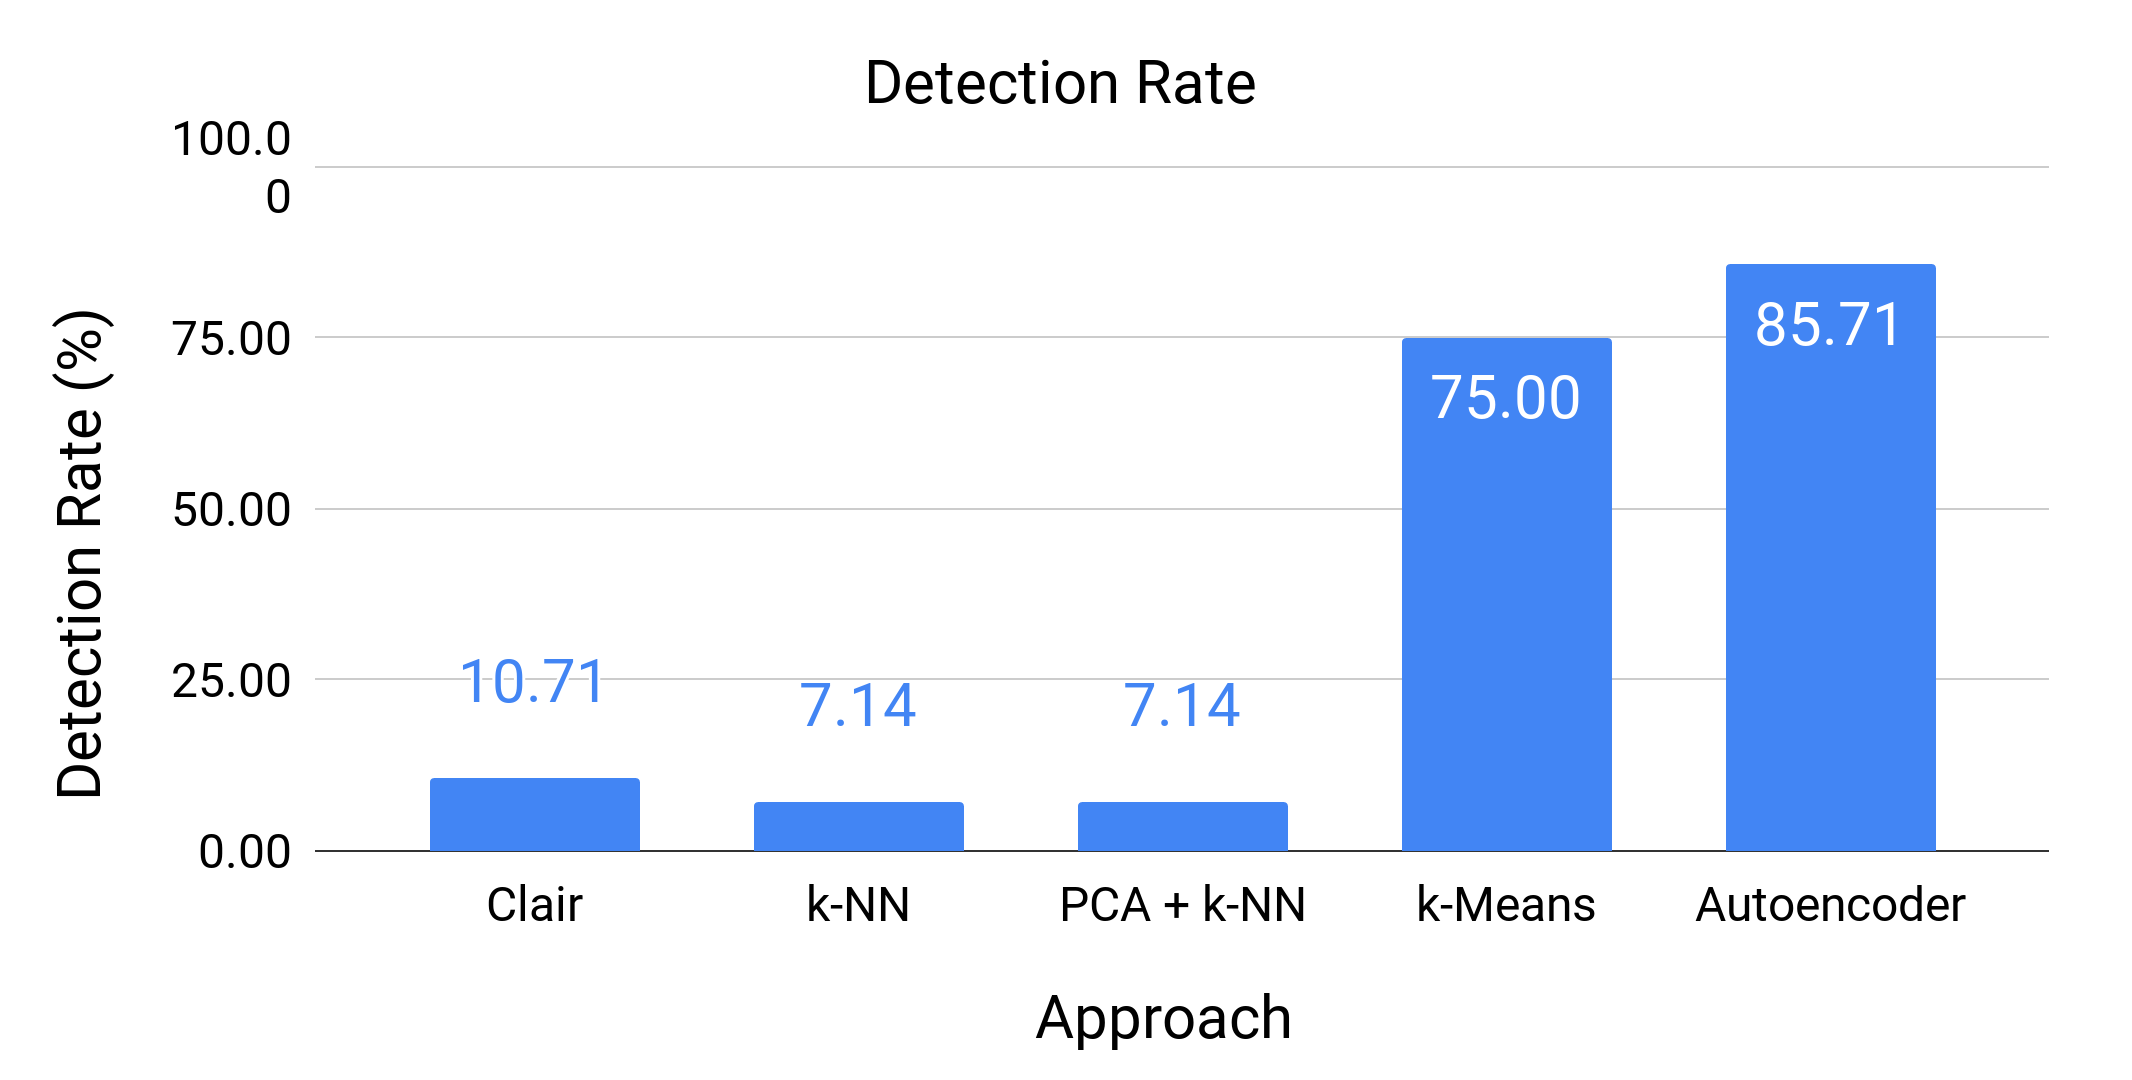 Detection Rate
100.0
0
75.00
50.00
25.00
0.00
Detection Rate (%)
10.71
7.14
7.14
75.00
85.71
Clair
k-NN
PCA + k-NN
k-Means
Autoencoder
Approach